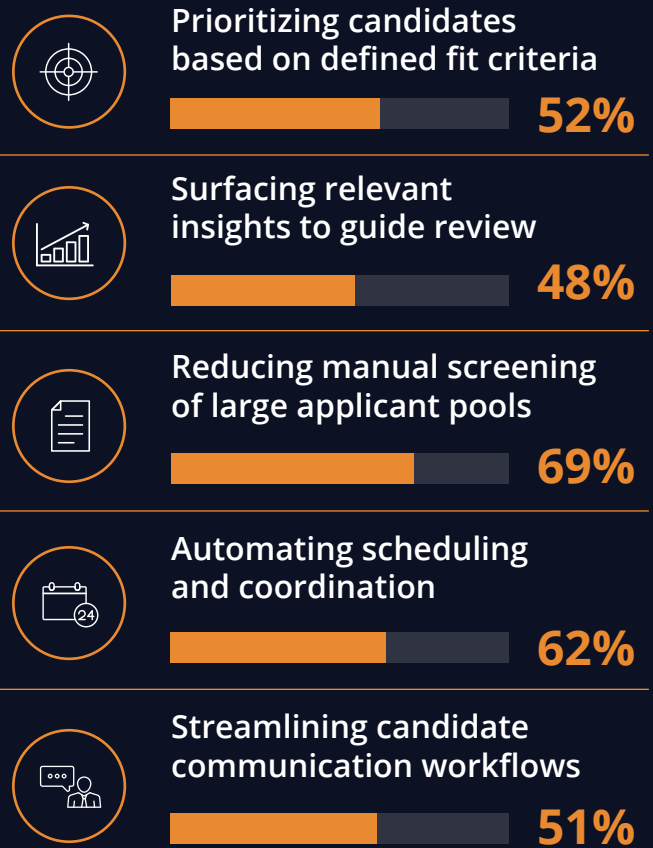 Prioritizing candidates
based on defined fit criteria
52%
Surfacing relevant
insights to guide review
48%
Reducing manual screening
of large applicant pools
69%
Automating scheduling
and coordination
24
62%
Streamlining candidate
communication workflows
51%